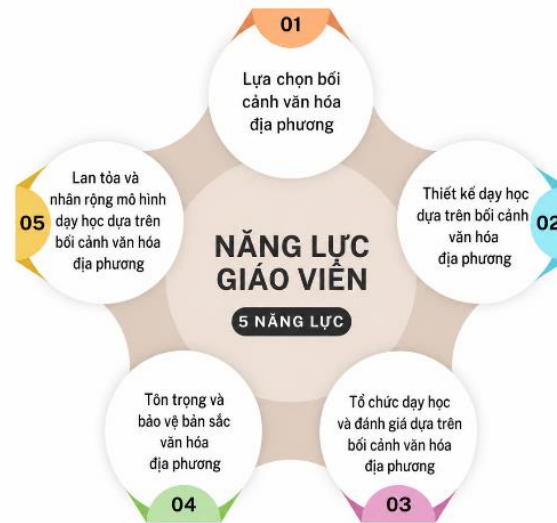 01
Lựa chọn bối
cảnh văn hóa
địa phương
02
Thiết kế dạy học
dựa trên bối cảnh
văn hóa
địa phương
03
Tổ chức dạy học
và đánh giá dựa trên
bối cảnh văn hóa
địa phương
04
Tôn trọng và
bảo vệ bản sắc
văn hóa
địa phương
05
Lan tỏa và
nhân rộng mô hình
dạy học dựa trên
bối cảnh văn hóa
địa phương
NĂNG LỰC
GIÁO VIÊN
5 NĂNG LỰC